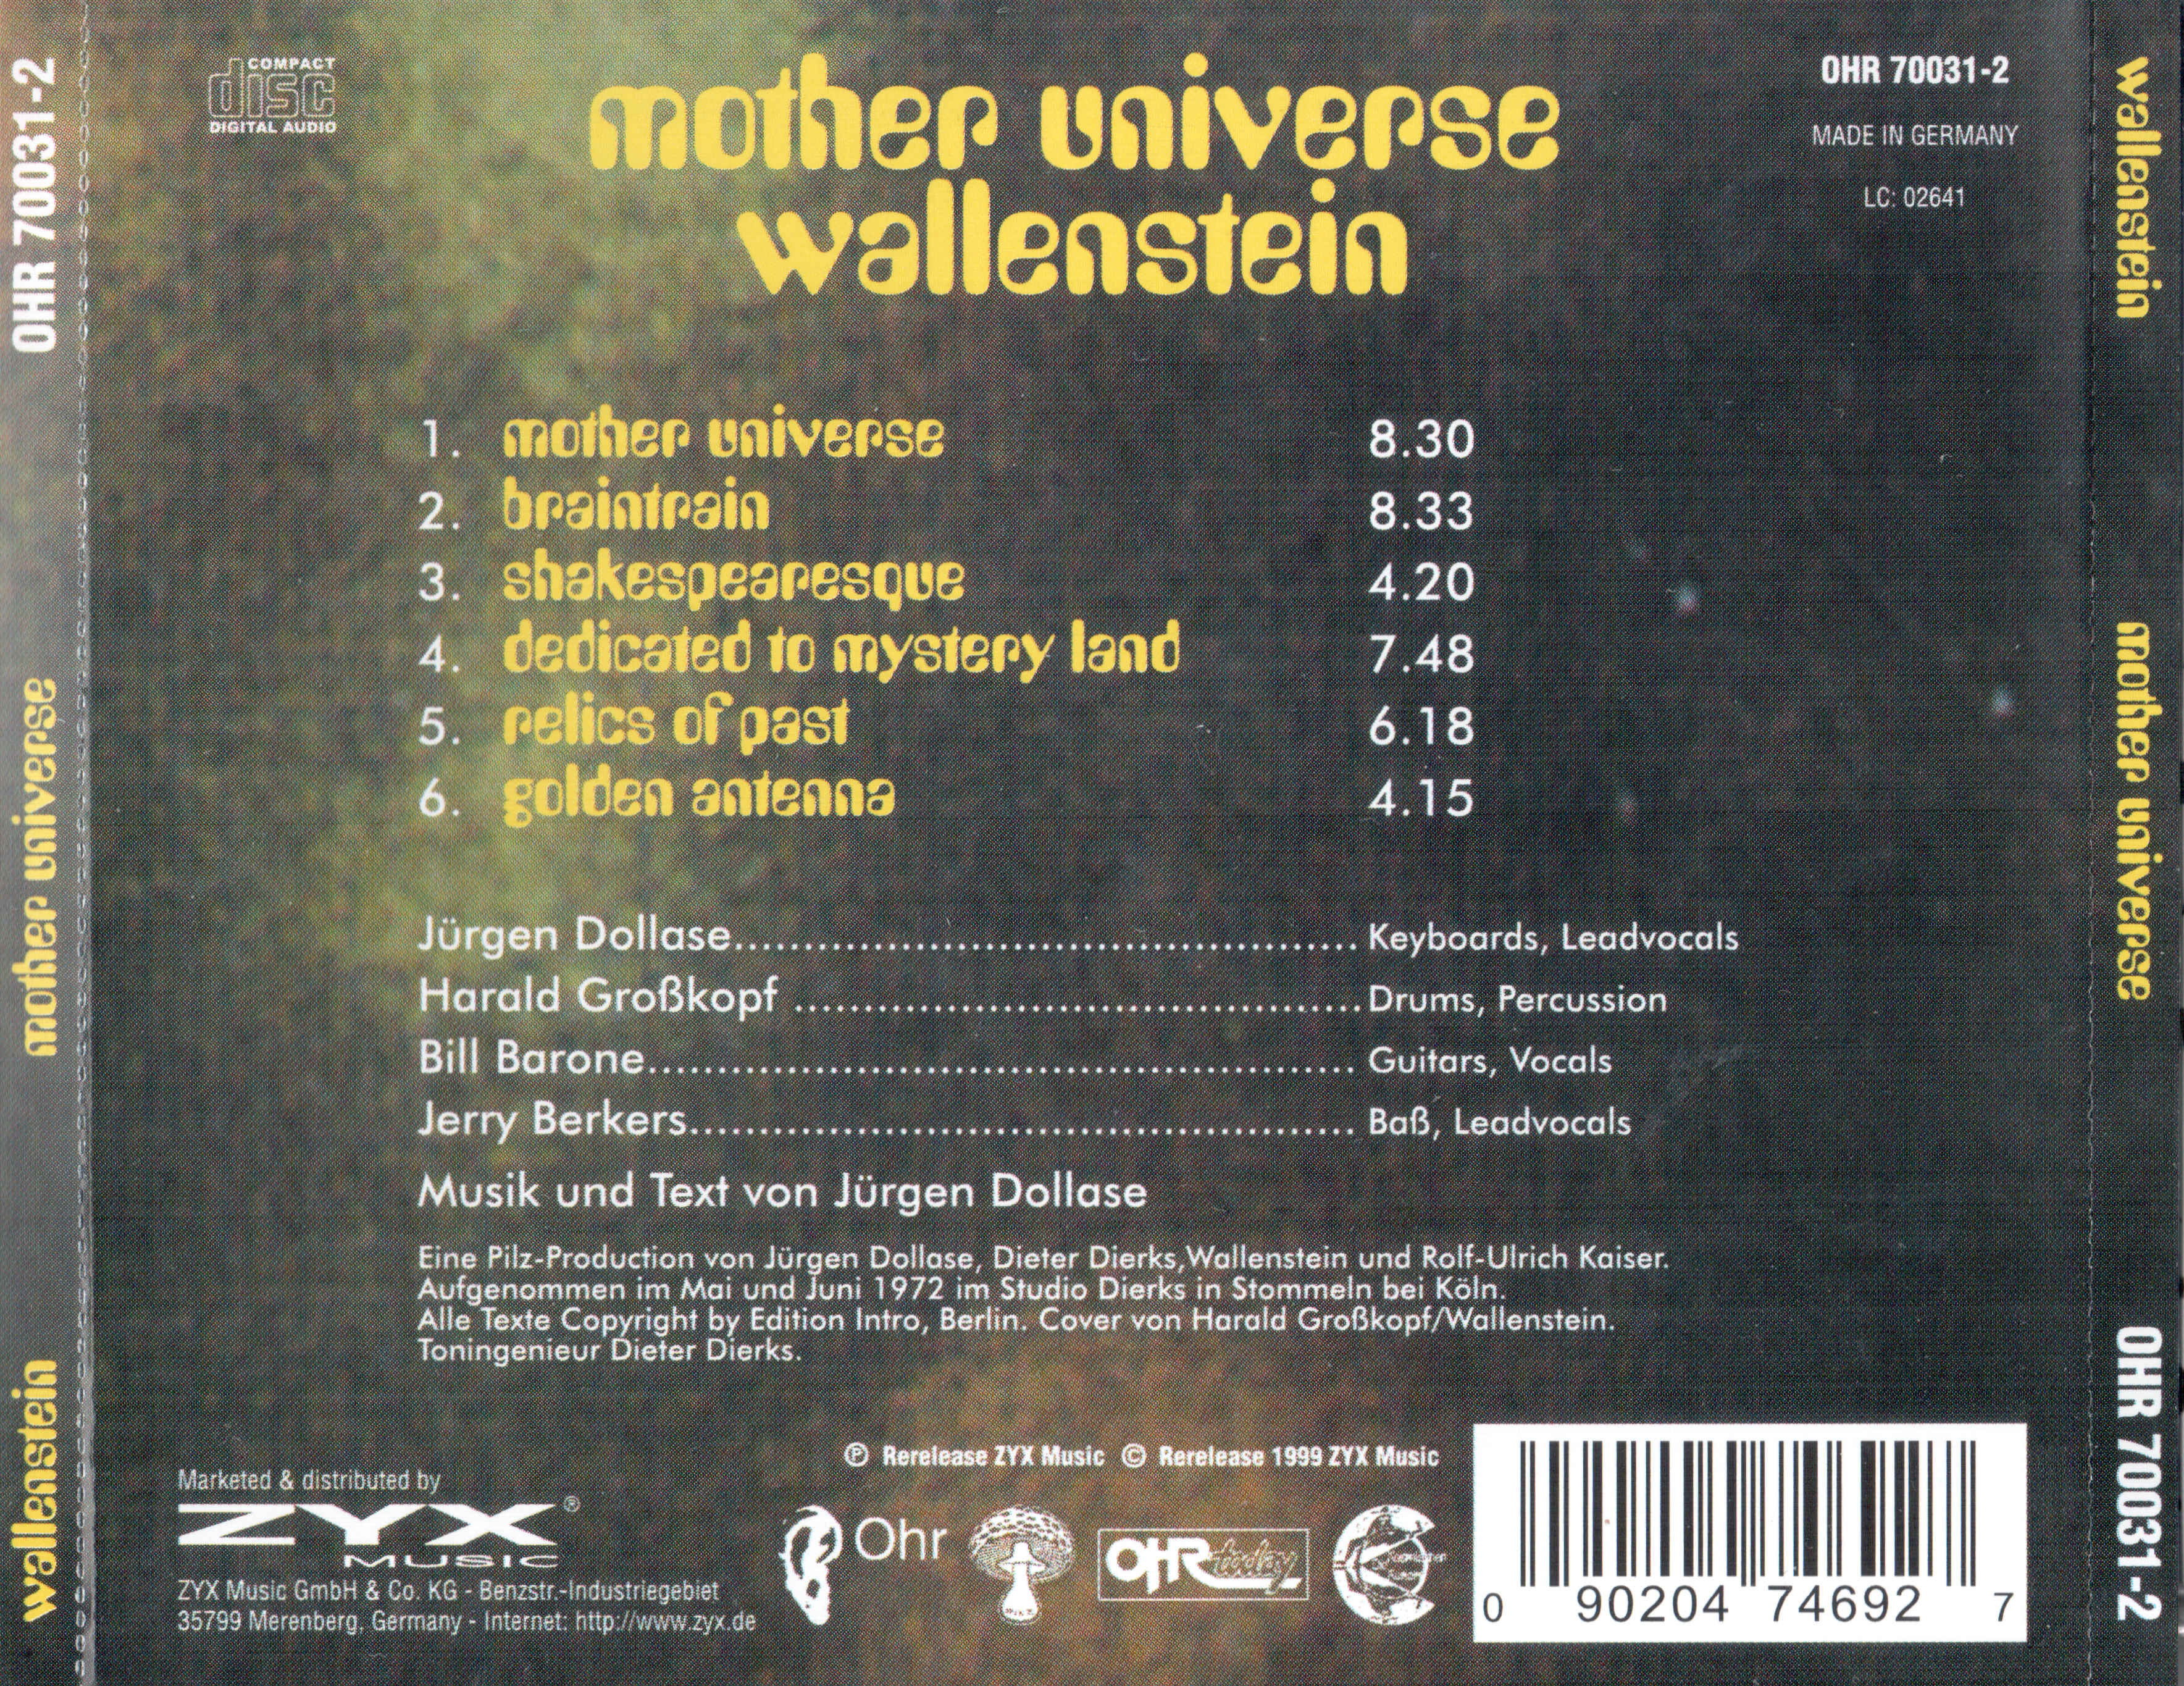 OHR 70031-2
mother universe
wallenstein
COMPACT
disc
DIGITAL AUDIO
mother universe
wallenstein
OHR 70031-2
MADE IN GERMANY
LC: 02641
1. mother universe 8.30
2. braintrain 8.33
3. shakespearesque 4.20
4. dedicated to mystery land 7.48
5. relics of past 6.18
6. golden antenna 4.15
Jürgen Dollase............................................. Keyboards, Leadvocals
Harald Großkopf ......................................... Drums, Percussion
Bill Barone.................................................. Guitars, Vocals
Jerry Berkers................................................ Baß, Leadvocals
Musik und Text von Jürgen Dollase
Eine Pilz-Production von Jürgen Dollase, Dieter Dierks,Wallenstein und Rolf-Ulrich Kaiser.
Aufgenommen im Mai und Juni 1972 im Studio Dierks in Stommeln bei Köln.
Alle Texte Copyright by Edition Intro, Berlin. Cover von Harald Großkopf/Wallenstein.
Toningenieur Dieter Dierks.
℗ Rerelease ZYX Music © Rerelease 1999 ZYX Music
Marketed & distributed by
ZYX®
MUSIC
ZYX Music GmbH & Co. KG - Benzstr.-Industriegebiet
35799 Merenberg, Germany - Internet: http://www.zyx.de
Ohr
PILZ
OHR today
0 90204 74692 7
wallenstein
mother universe
OHR 70031-2